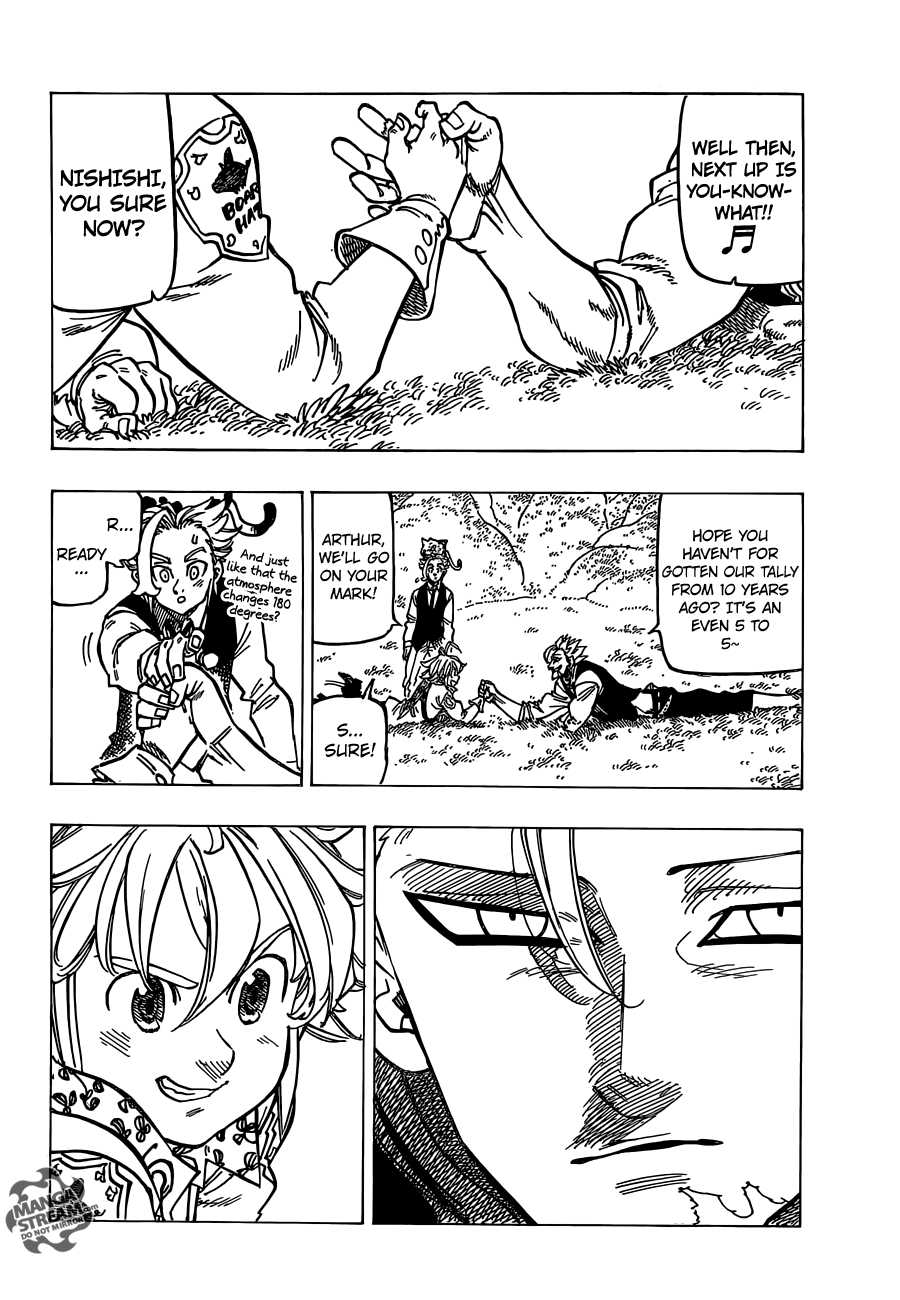 WELL THEN,
NEXT UP IS
YOU-KNOW-
WHAT!!
BOAR
HAT
NISHISHI,
YOU SURE
NOW?
HOPE YOU
HAVEN'T FOR
GOTTEN OUR TALLY
FROM 10 YEARS
AGO? IT'S AN
EVEN 5 TO
5~
ARTHUR,
WE'LL GO
ON YOUR
MARK!
S...
SURE!
And just
like that the
atmosphere
changes 180
degrees?
R...
READY
...
MANGA
STREAM.com
DO NOT MIRROR